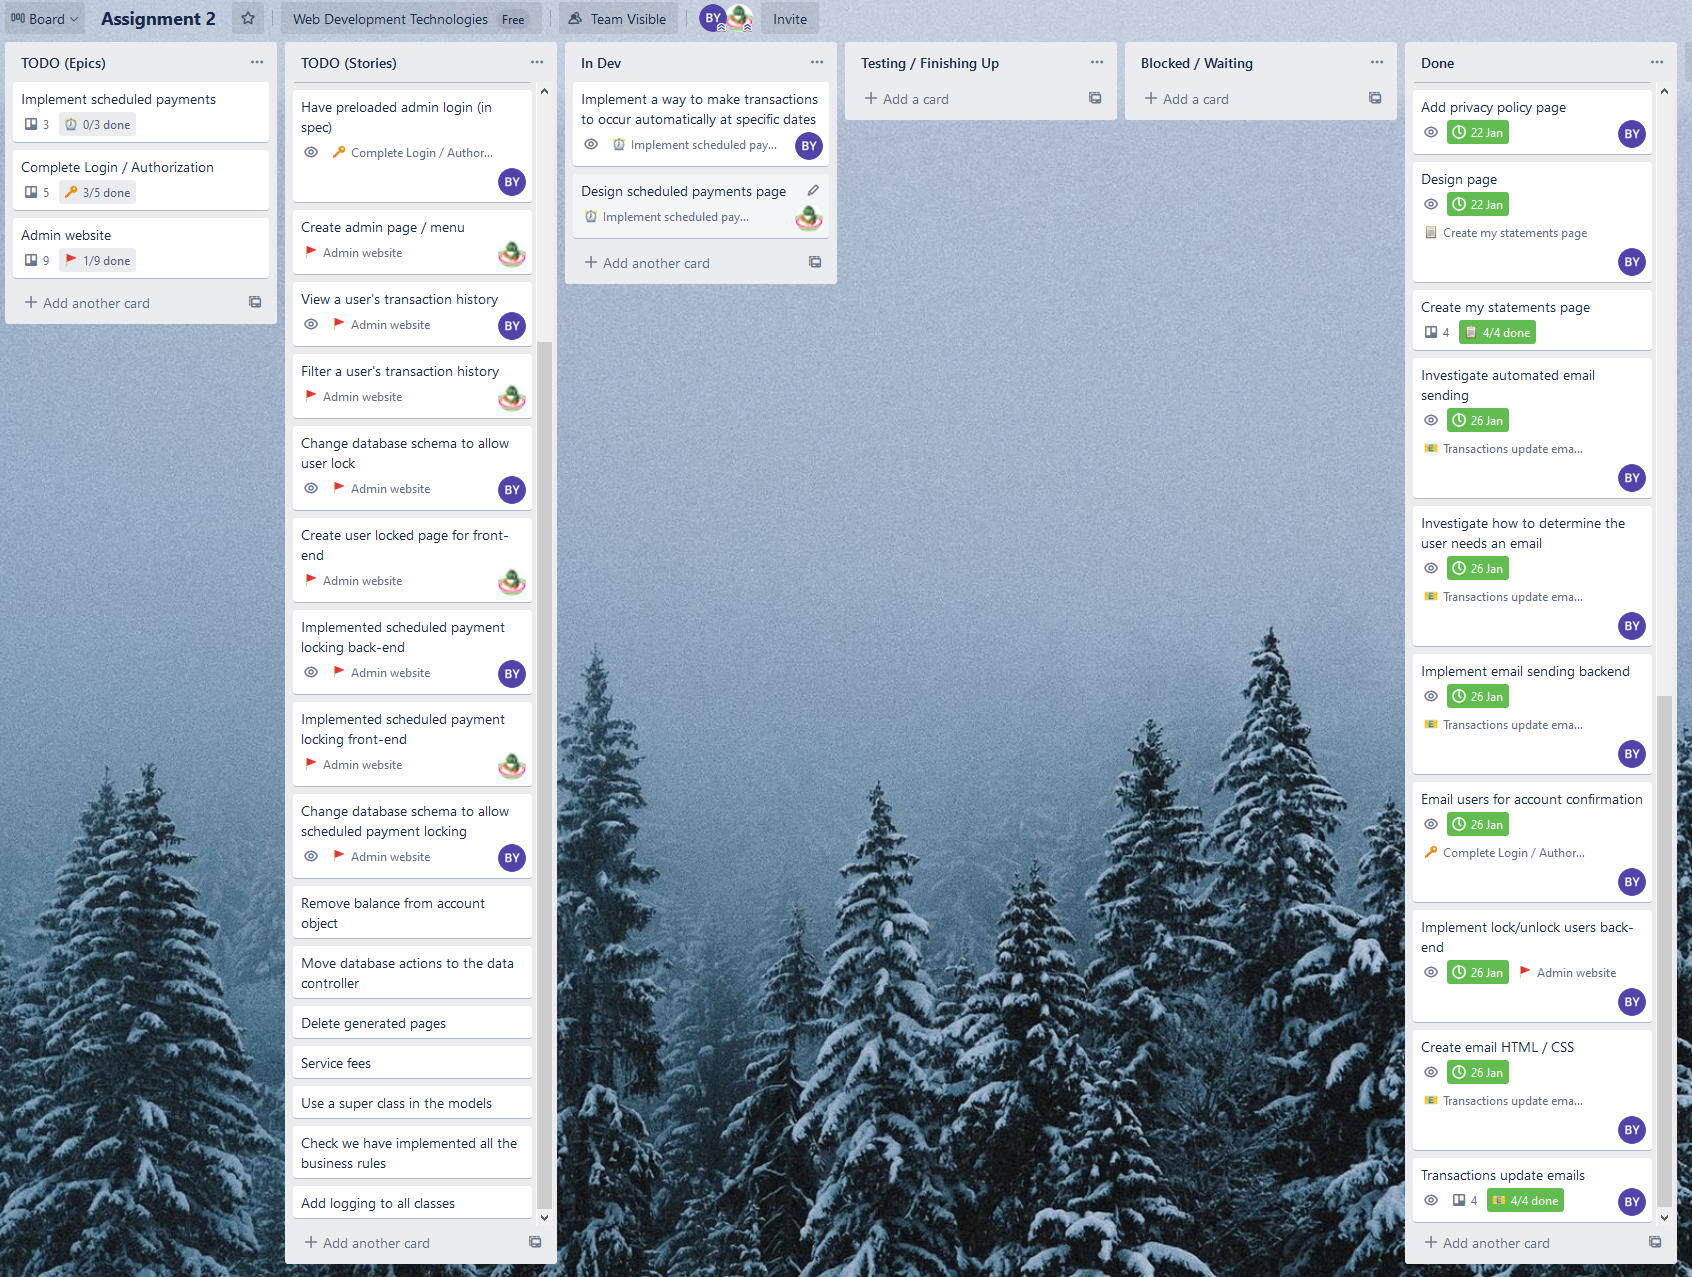 Board
Assignment 2
Web Development Technologies Free
Team Visible
BY
Invite
TODO (Epics)
Implement scheduled payments
3 0/3 done
Complete Login / Authorization
5 3/5 done
Admin website
9 1/9 done
Add another card
TODO (Stories)
Have preloaded admin login (in
spec)
Complete Login / Author...
BY
Create admin page / menu
Admin website
View a user's transaction history
Admin website
BY
Filter a user's transaction history
Admin website
Change database schema to allow
user lock
Admin website
BY
Create user locked page for front-
end
Admin website
Implemented scheduled payment
locking back-end
Admin website
BY
Implemented scheduled payment
locking front-end
Admin website
Change database schema to allow
scheduled payment locking
Admin website
BY
Remove balance from account
object
Move database actions to the data
controller
Delete generated pages
Service fees
Use a super class in the models
Check we have implemented all the
business rules
Add logging to all classes
Add another card
In Dev
Implement a way to make transactions
to occur automatically at specific dates
Implement scheduled pay...
BY
Design scheduled payments page
Implement scheduled pay...
Add another card
Testing / Finishing Up
Add a card
Blocked / Waiting
Add a card
Done
Add privacy policy page
22 Jan
BY
Design page
22 Jan
Create my statements page
BY
Create my statements page
4 4/4 done
Investigate automated email
sending
26 Jan
Transactions update ema...
BY
Investigate how to determine the
user needs an email
26 Jan
Transactions update ema...
BY
Implement email sending backend
26 Jan
Transactions update ema...
BY
Email users for account confirmation
26 Jan
Complete Login / Author...
BY
Implement lock/unlock users back-
end
26 Jan Admin website
BY
Create email HTML / CSS
26 Jan
Transactions update ema...
BY
Transactions update emails
4 4/4 done
BY
Add another card